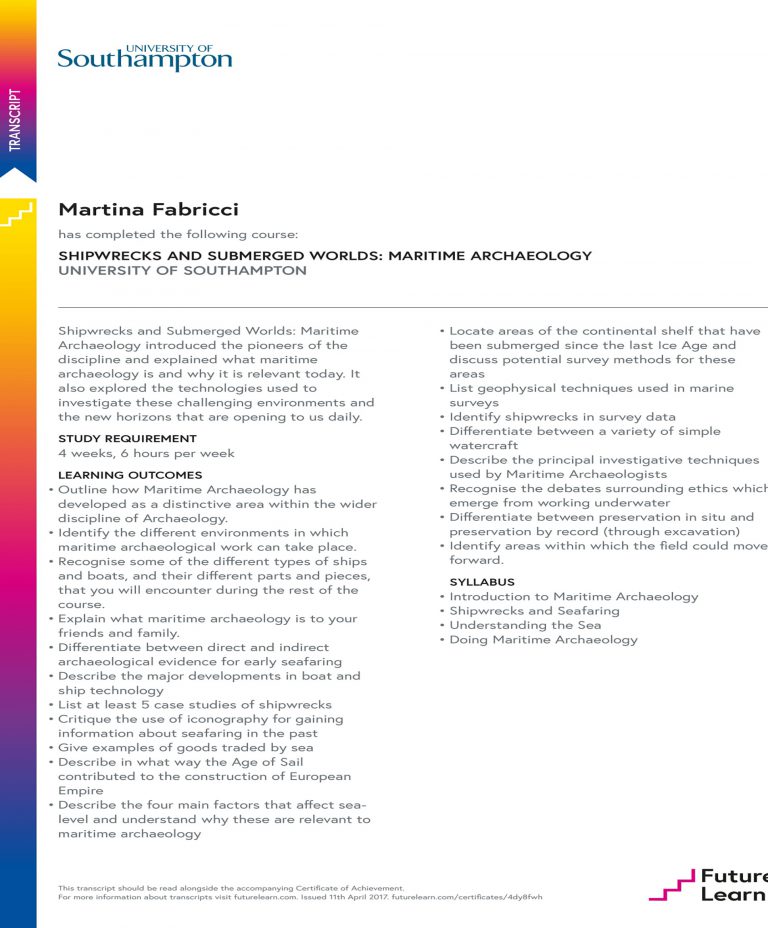 UNIVERSITY OF
Southampton
TRANSCRIPT
Martina Fabricci
has completed the following course:
SHIPWRECKS AND SUBMERGED WORLDS: MARITIME ARCHAEOLOGY
UNIVERSITY OF SOUTHAMPTON
Shipwrecks and Submerged Worlds: Maritime
Archaeology introduced the pioneers of the
discipline and explained what maritime
archaeology is and why it is relevant today. It
also explored the technologies used to
investigate these challenging environments and
the new horizons that are opening to us daily.
STUDY REQUIREMENT
4 weeks, 6 hours per week
LEARNING OUTCOMES
• Outline how Maritime Archaeology has
developed as a distinctive area within the wider
discipline of Archaeology.
• Identify the different environments in which
maritime archaeological work can take place.
• Recognise some of the different types of ships
and boats, and their different parts and pieces,
that you will encounter during the rest of the
course.
• Explain what maritime archaeology is to your
friends and family.
• Differentiate between direct and indirect
archaeological evidence for early seafaring
• Describe the major developments in boat and
ship technology
• List at least 5 case studies of shipwrecks
• Critique the use of iconography for gaining
information about seafaring in the past
• Give examples of goods traded by sea
• Describe in what way the Age of Sail
contributed to the construction of European
Empire
• Describe the four main factors that affect sea-
level and understand why these are relevant to
maritime archaeology
• Locate areas of the continental shelf that have
been submerged since the last Ice Age and
discuss potential survey methods for these
areas
• List geophysical techniques used in marine
surveys
• Identify shipwrecks in survey data
• Differentiate between a variety of simple
watercraft
• Describe the principal investigative techniques
used by Maritime Archaeologists
• Recognise the debates surrounding ethics which
emerge from working underwater
• Differentiate between preservation in situ and
preservation by record (through excavation)
• Identify areas within which the field could move
forward.
SYLLABUS
• Introduction to Maritime Archaeology
• Shipwrecks and Seafaring
• Understanding the Sea
• Doing Maritime Archaeology
This transcript should be read alongside the accompanying Certificate of Achievement.
For more information about transcripts visit futurelearn.com. Issued 11th April 2017. futurelearn.com/certificates/4dy8fwh
Future
Learn